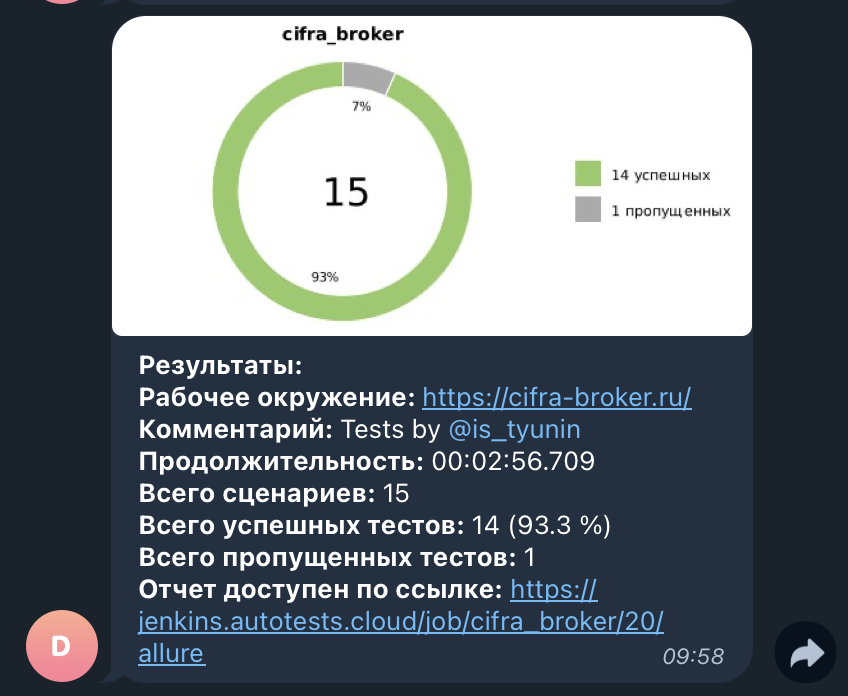 cifra_broker
7%
15
93%
14 успешных
1 пропущенных
Результаты:
Рабочее окружение: https://cifra-broker.ru/
Комментарий: Tests by @is_tyunin
Продолжительность: 00:02:56.709
Всего сценариев: 15
Всего успешных тестов: 14 (93.3 %)
Всего пропущенных тестов: 1
Отчет доступен по ссылке: https://
jenkins.autotests.cloud/job/cifra_broker/20/
allure
09:58
D